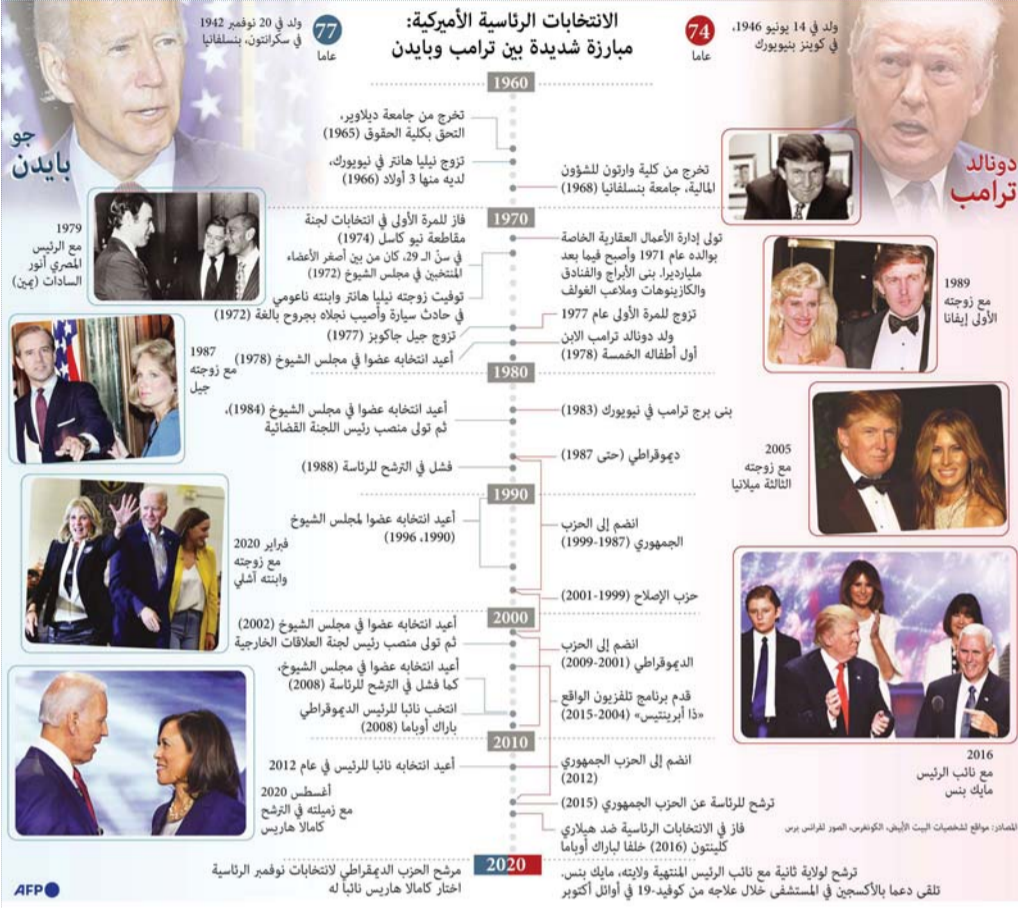 الانتخابات الرئاسية الأميركية:
مبارزة شديدة بين ترامب وبايدن
ولد في 14 يونيو 1946،
في كوينز بنيويورك
74
عاما
دونالد
ترامب
ولد في 20 نوفمبر 1942
في سكرانتون، بنسلفانيا
77
عاما
جو
بايدن
1960
تخرج من جامعة ديلاوير،
التحق بكلية الحقوق (1965)
تزوج نيليا هانتر في نيويورك،
لديه منها 3 أولاد (1966)
تخرج من كلية وارتون للشؤون
المالية، جامعة بنسلفانيا (1968)
1970
تولى إدارة الأعمال العقارية الخاصة
بوالده عام 1971 وأصبح فيما بعد
مليارديرا. بنى الأبراج والفنادق
والكازينوهات وملاعب الغولف
تزوج للمرة الأولى عام 1977
ولد دونالد ترامب الابن
أول أطفاله الخمسة (1978)
فاز للمرة الأولى في انتخابات لجنة
مقاطعة نيو كاسل (1974)
في سنّ الـ 29، كان من بين أصغر الأعضاء
المنتخبين في مجلس الشيوخ (1972)
توفيت زوجته نيليا هانتر وابنته ناعومي
في حادث سيارة وأصيب نجلاه بجروح بالغة (1972)
تزوج جيل جاكوبز (1977)
أعيد انتخابه عضوا في مجلس الشيوخ (1978)
1979
مع الرئيس
المصري أنور
السادات (يمين)
1989
مع زوجته
الأولى إيفانا
1987
مع زوجته
جيل
1980
بنى برج ترامب في نيويورك (1983)
ديموقراطي (حتى 1987)
أعيد انتخابه عضوا في مجلس الشيوخ (1984)،
ثم تولى منصب رئيس اللجنة القضائية
فشل في الترشح للرئاسة (1988)
2005
مع زوجته
الثالثة ميلانيا
1990
انضم إلى الحزب
الجمهوري (1987-1999)
حزب الإصلاح (1999-2001)
أعيد انتخابه عضوا لمجلس الشيوخ
(1990، 1996)
فبراير 2020
مع زوجته
وابنته آشلي
2000
انضم إلى الحزب
الديموقراطي (2001-2009)
قدم برنامج تلفزيون الواقع
«ذا أبرينتيس» (2004-2015)
أعيد انتخابه عضوا في مجلس الشيوخ (2002)
ثم تولى منصب رئيس لجنة العلاقات الخارجية
أعيد انتخابه عضوا في مجلس الشيوخ،
كما فشل في الترشح للرئاسة (2008)
انتخب نائبا للرئيس الديموقراطي
باراك أوباما (2008)
2010
انضم إلى الحزب الجمهوري
(2012)
ترشح للرئاسة عن الحزب الجمهوري (2015)
فاز في الانتخابات الرئاسية ضد هيلاري
كلينتون (2016) خلفا لباراك أوباما
أعيد انتخابه نائبا للرئيس في عام 2012
أغسطس 2020
مع زميلته في الترشح
كامالا هاريس
2016
مع نائب الرئيس
مايك بنس
المصادر: مواقع لشخصيات البيت الأبيض، الكونغرس، الصور لفرانس برس
2020
ترشح لولاية ثانية مع نائب الرئيس المنتهية ولايته، مايك بنس.
تلقى دعما بالأكسجين في المستشفى خلال علاجه من كوفيد-19 في أوائل أكتوبر
مرشح الحزب الديمقراطي لانتخابات نوفمبر الرئاسية
اختار كامالا هاريس نائبا له
AFP